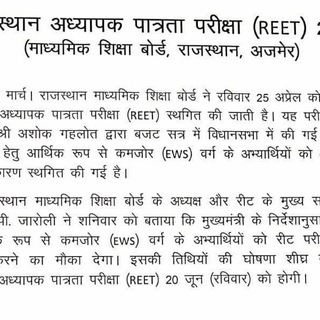 स्थान अध्यापक पात्रता परीक्षा (REET) 2
(माध्यमिक शिक्षा बोर्ड, राजस्थान, अजमेर)
मार्च। राजस्थान माध्यमिक शिक्षा बोर्ड ने रविवार 25 अप्रेल को
अध्यापक पात्रता परीक्षा (REET) स्थगित की जाती है। यह परी
श्री अशोक गहलोत द्वारा बजट सत्र में विधानसभा में की गई
हेतु आर्थिक रूप से कमजोर (EWS) वर्ग के अभ्यार्थियों को
कारण स्थगित की गई है।
स्थान माध्यमिक शिक्षा बोर्ड के अध्यक्ष और रीट के मुख्य स
पी. जारोली ने शनिवार को बताया कि मुख्यमंत्री के निर्देशानुसा
क रूप से कमजोर (EWS) वर्ग के अभ्यार्थियों को रीट परी
करने का मौका देगा। इसकी तिथियों की घोषणा शीघ्र क
अध्यापक पात्रता परीक्षा (REET) 20 जून (रविवार) को होगी।